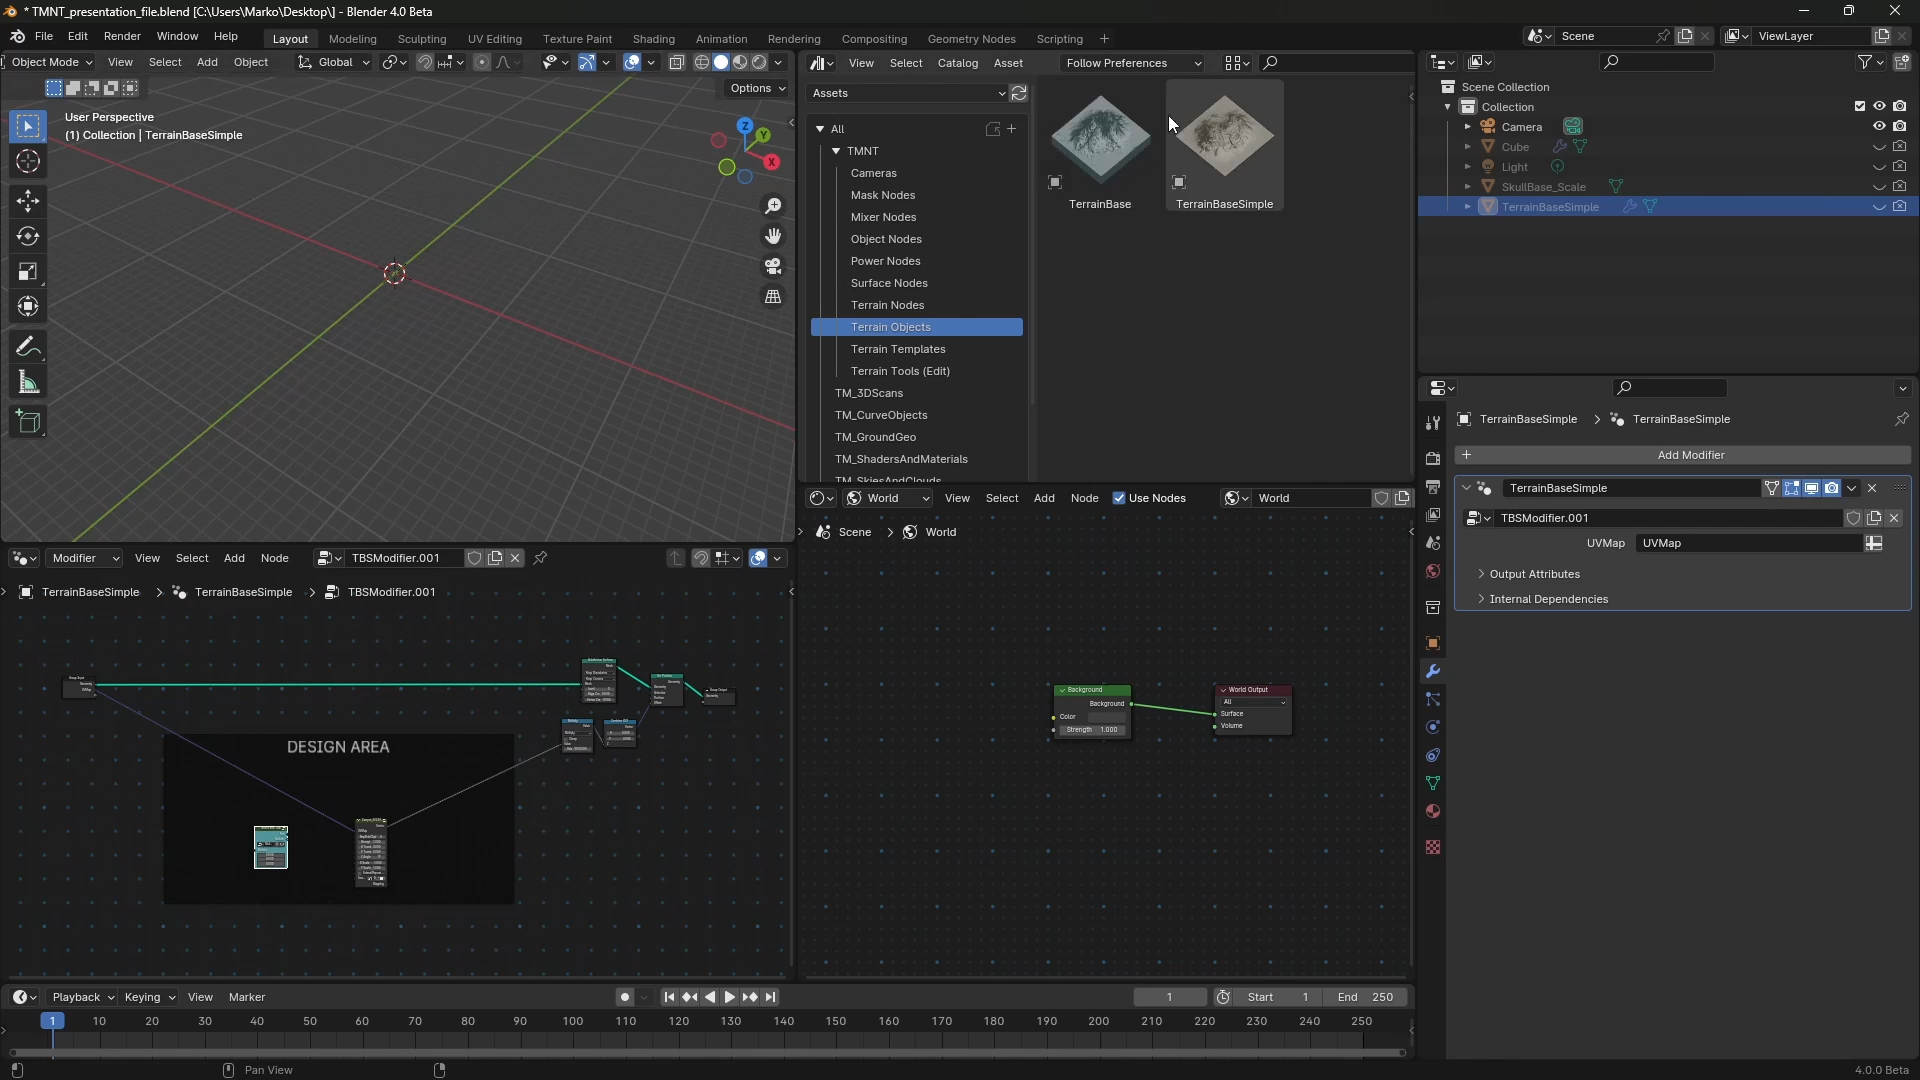 * TMNT_presentation_file.blend [C:\Users\Marko\Desktop\] - Blender 4.0 Beta
File Edit Render Window Help
Layout Modeling Sculpting UV Editing Texture Paint Shading Animation Rendering Compositing Geometry Nodes Scripting +
Scene
ViewLayer
Object Mode View Select Add Object Global
Options
User Perspective
(1) Collection | TerrainBaseSimple
Z
Y
X
View Select Catalog Asset Follow Preferences
Assets
All
TMNT
Cameras
Mask Nodes
Mixer Nodes
Object Nodes
Power Nodes
Surface Nodes
Terrain Nodes
Terrain Objects
Terrain Templates
Terrain Tools (Edit)
TM_3DScans
TM_CurveObjects
TM_GroundGeo
TM_ShadersAndMaterials
TM_SkiesAndClouds
TerrainBase
TerrainBaseSimple
Scene Collection
Collection
Camera
Cube
Light
SkullBase_Scale
TerrainBaseSimple
TerrainBaseSimple > TerrainBaseSimple
+ Add Modifier
TerrainBaseSimple
TBSModifier.001
UVMap UVMap
Output Attributes
Internal Dependencies
Modifier View Select Add Node TBSModifier.001
TerrainBaseSimple > TerrainBaseSimple > TBSModifier.001
DESIGN AREA
World View Select Add Node Use Nodes World
Scene > World
Background
Background
Color
Strength 1.000
World Output
All
Surface
Volume
Playback Keying View Marker
1 Start 1 End 250
1 10 20 30 40 50 60 70 80 90 100 110 120 130 140 150 160 170 180 190 200 210 220 230 240 250
Pan View
4.0.0 Beta